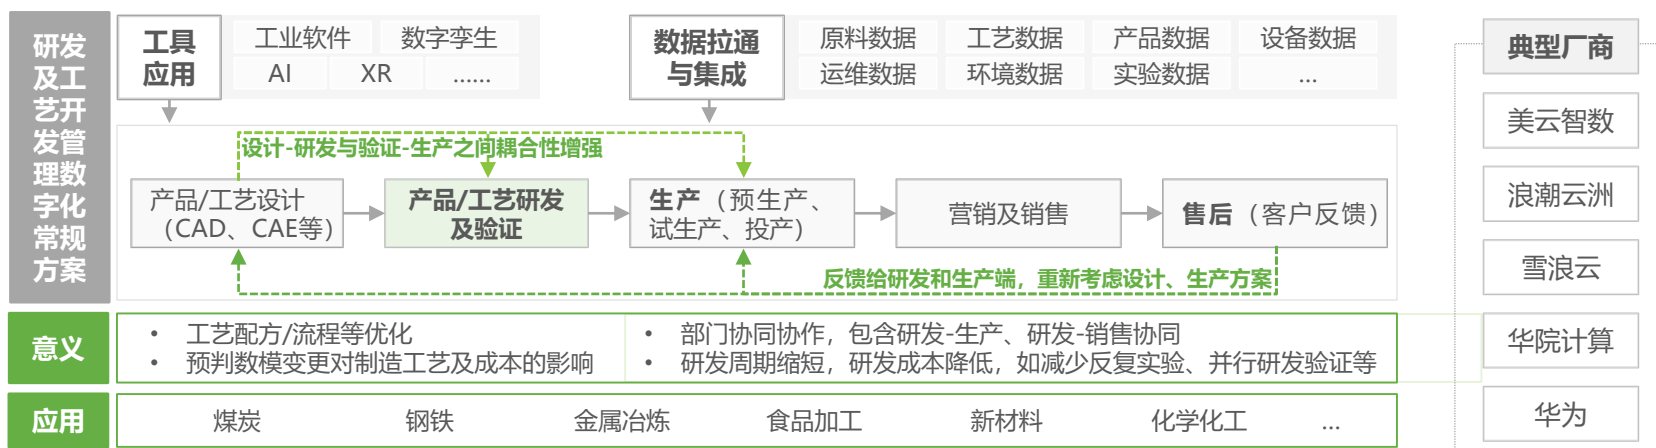 研发
及工
艺开
发管
理数
字化
常规
方案
工具
应用
工业软件
数字孪生
AI
XR
......
数据拉通
与集成
原料数据
工艺数据
产品数据
设备数据
运维数据
环境数据
实验数据
...
设计-研发与验证-生产之间耦合性增强
产品/工艺设计
（CAD、CAE等）
产品/工艺研发
及验证
生产（预生产、
试生产、投产）
营销及销售
售后（客户反馈）
反馈给研发和生产端，重新考虑设计、生产方案
意义
• 工艺配方/流程等优化
• 预判数模变更对制造工艺及成本的影响
• 部门协同协作，包含研发-生产、研发-销售协同
• 研发周期缩短，研发成本降低，如减少反复实验、并行研发验证等
应用
煤炭
钢铁
金属冶炼
食品加工
新材料
化学化工
...
典型厂商
美云智数
浪潮云洲
雪浪云
华院计算
华为